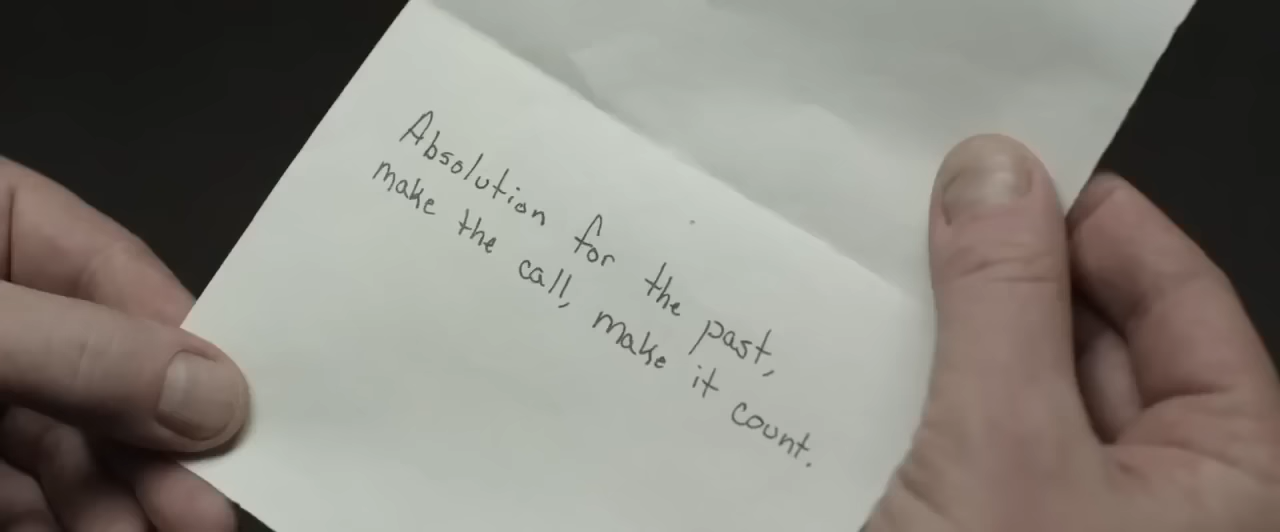 Absolution for the past,
make the call, make it count.